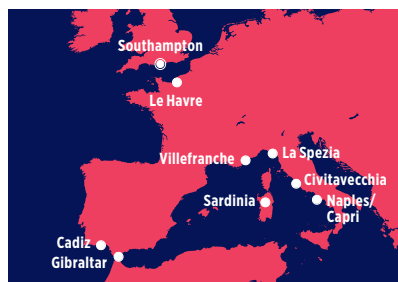 Southampton
Le Havre
Villefranche
La Spezia
Civitavecchia
Sardinia
Naples/
Capri
Cadiz
Gibraltar